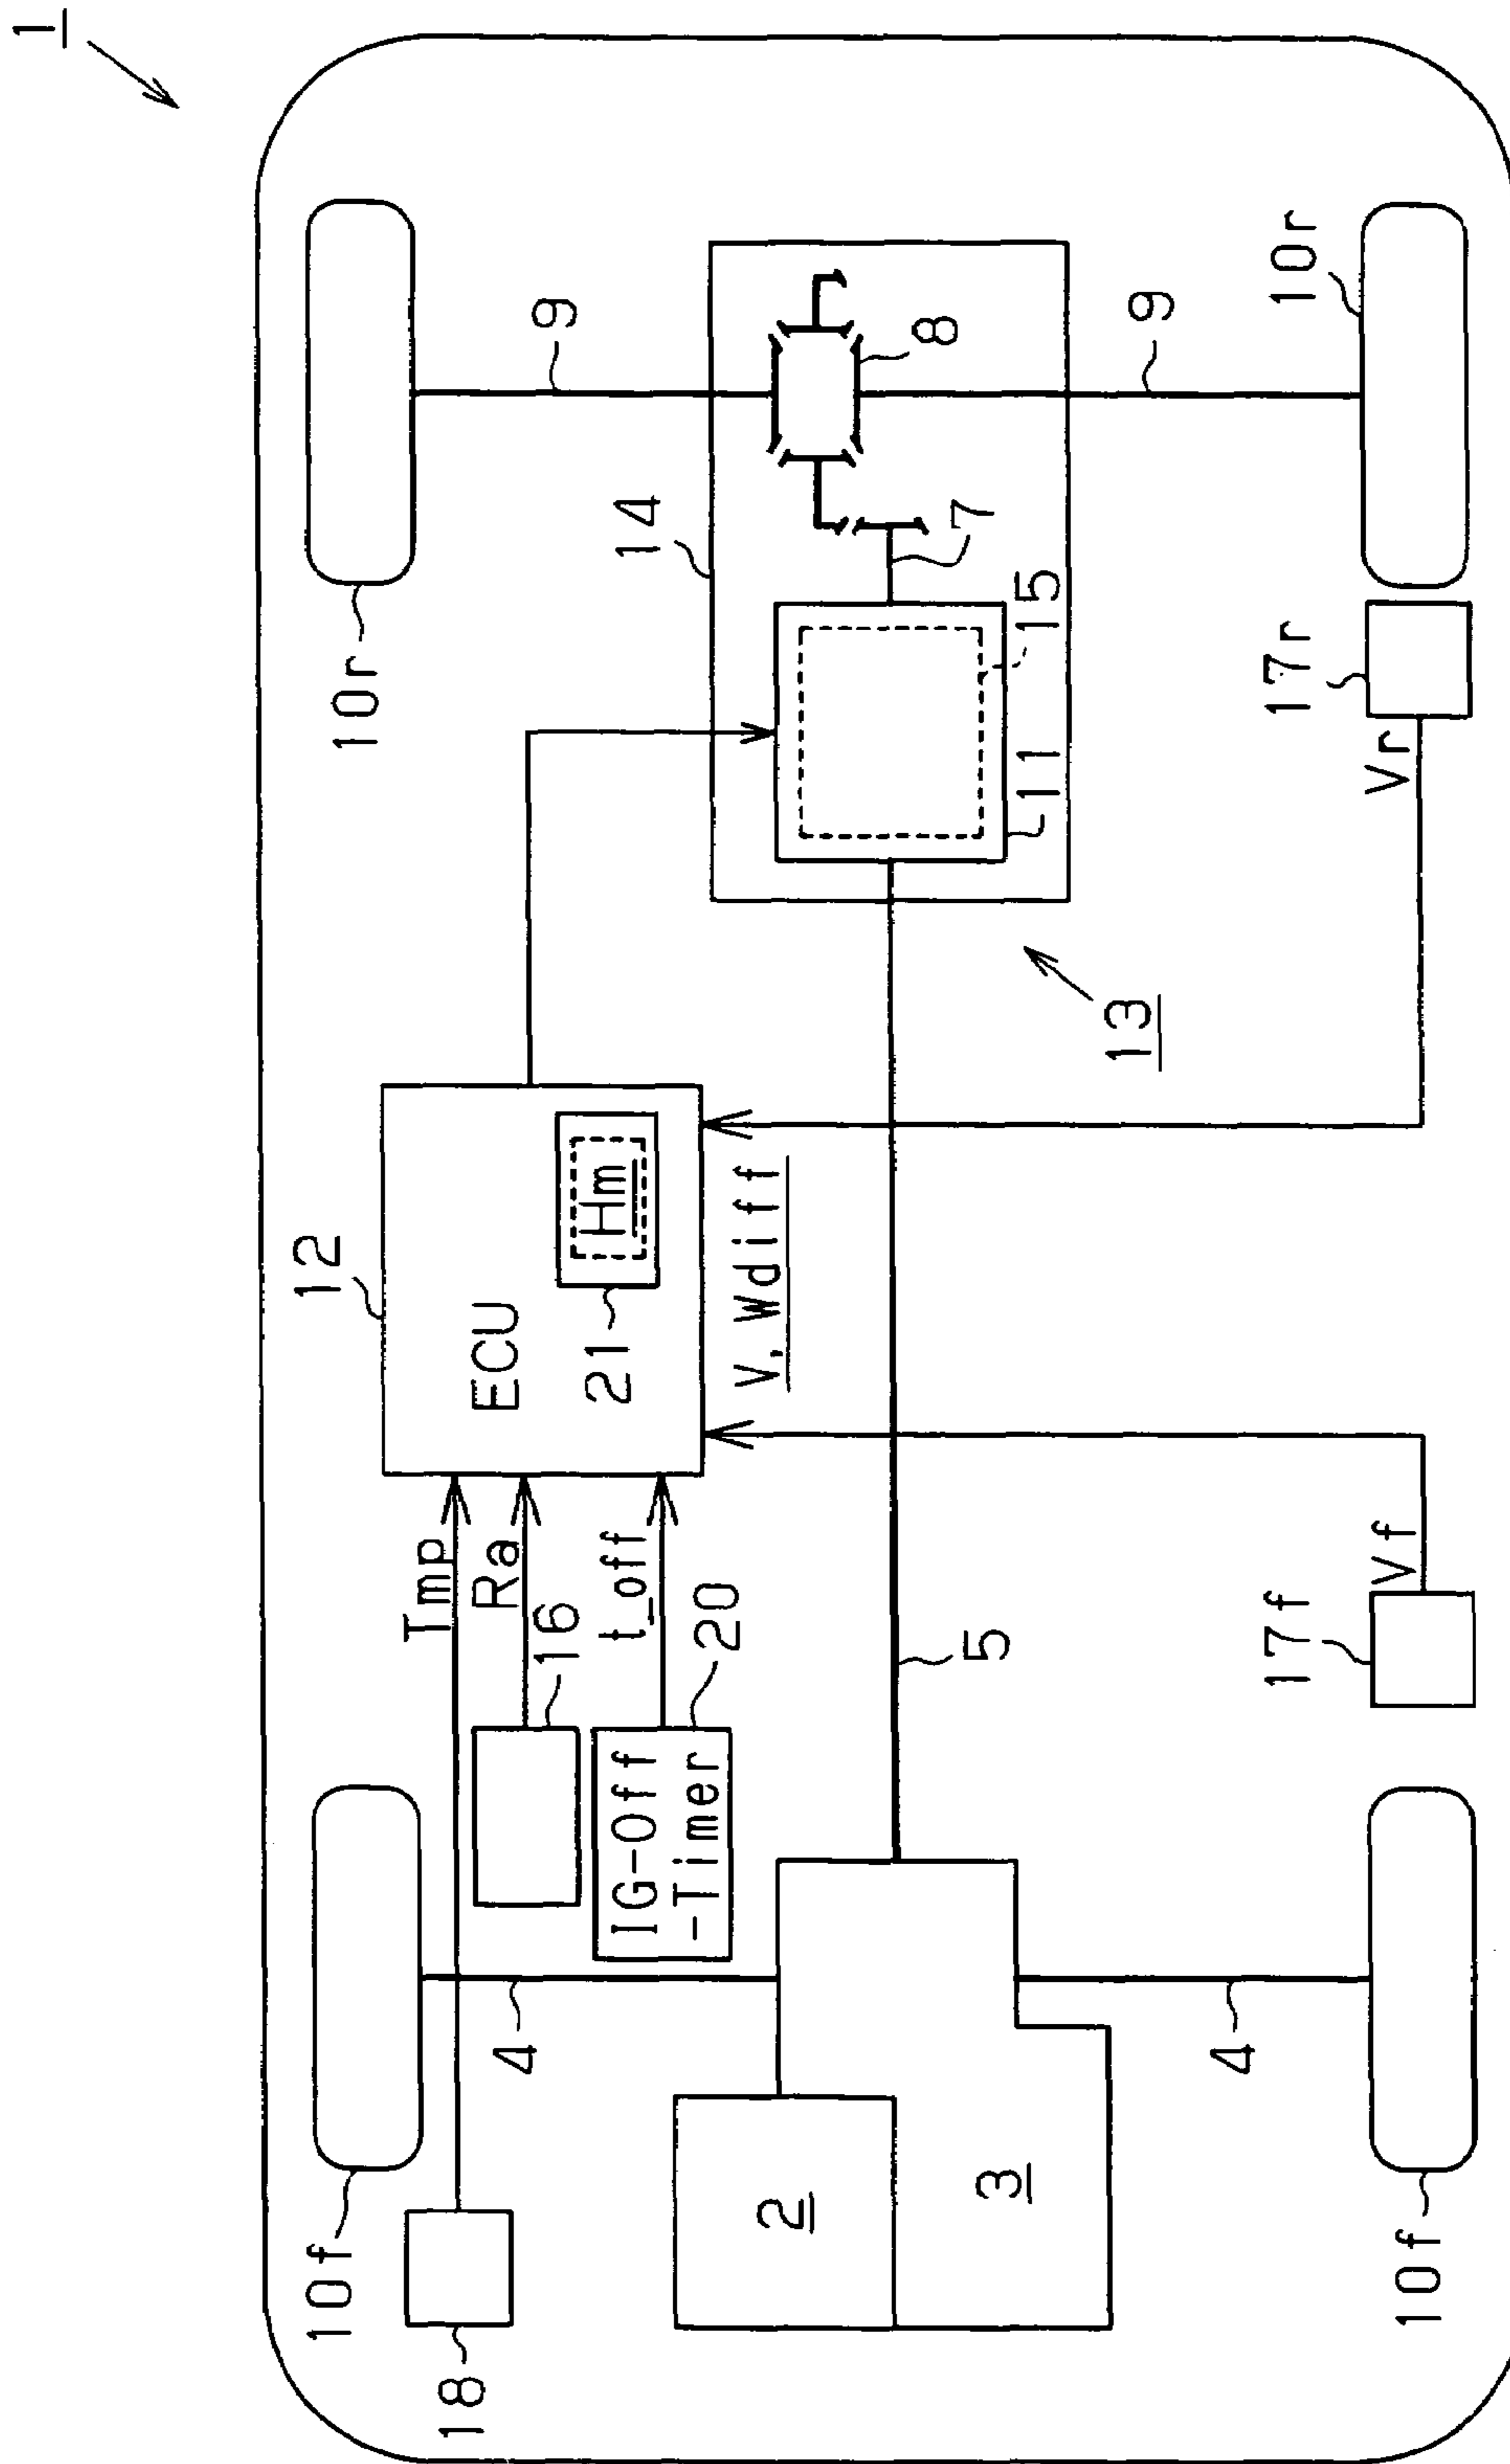 1
10f
12
10r
Tmp
18
Ra
ECU
4
16
9
IG-Off
-Timer
t_off
21
Hm
14
20
V, Wdiff
2
8
7
3
5
11
15
13
9
4
17f
17r
10r
Vf
Vr
10f